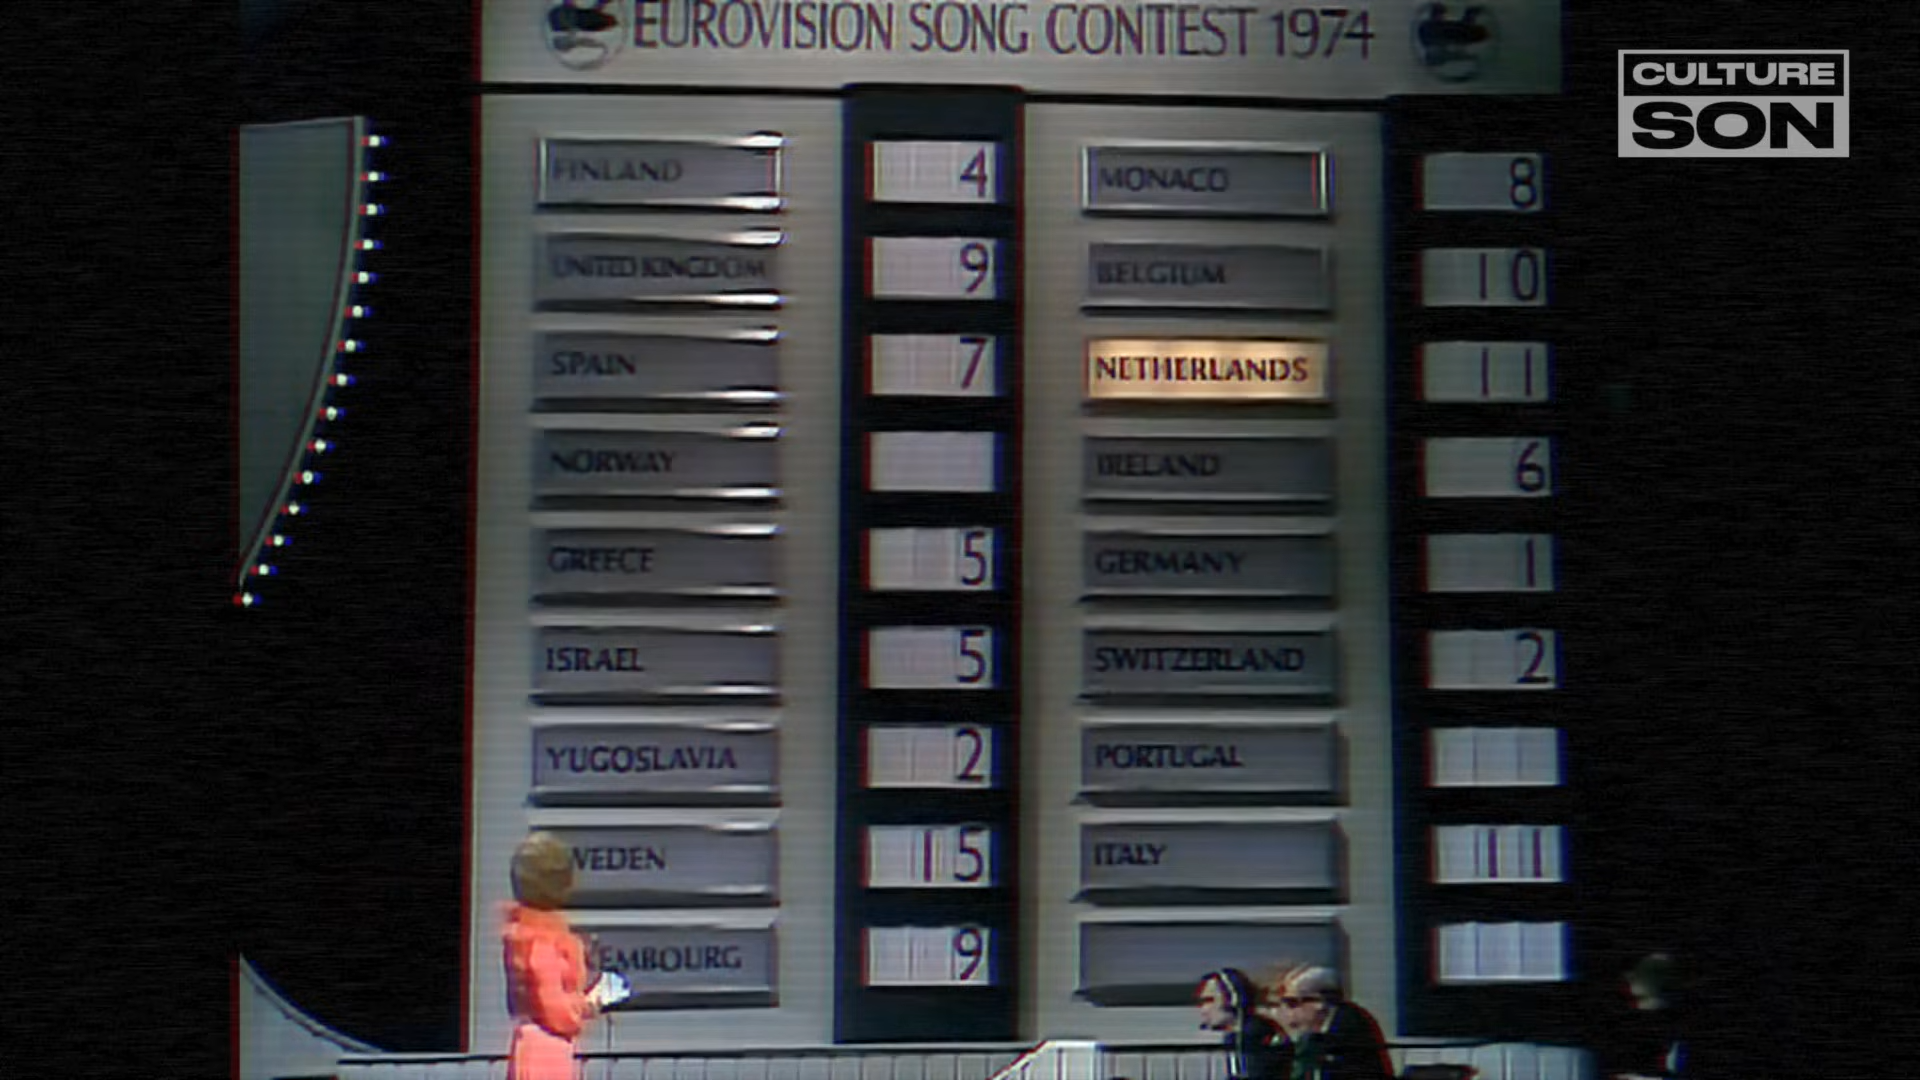 EUROVISION SONG CONTEST 1974
CULTURE
SON
FINLAND 4
UNITED KINGDOM 9
SPAIN 7
NORWAY
GREECE 5
ISRAEL 5
YUGOSLAVIA 2
WEDEN 15
EMBOURG 9
MONACO 8
BELGIUM 10
NETHERLANDS 11
IRELAND 6
GERMANY 1
SWITZERLAND 2
PORTUGAL
ITALY 11